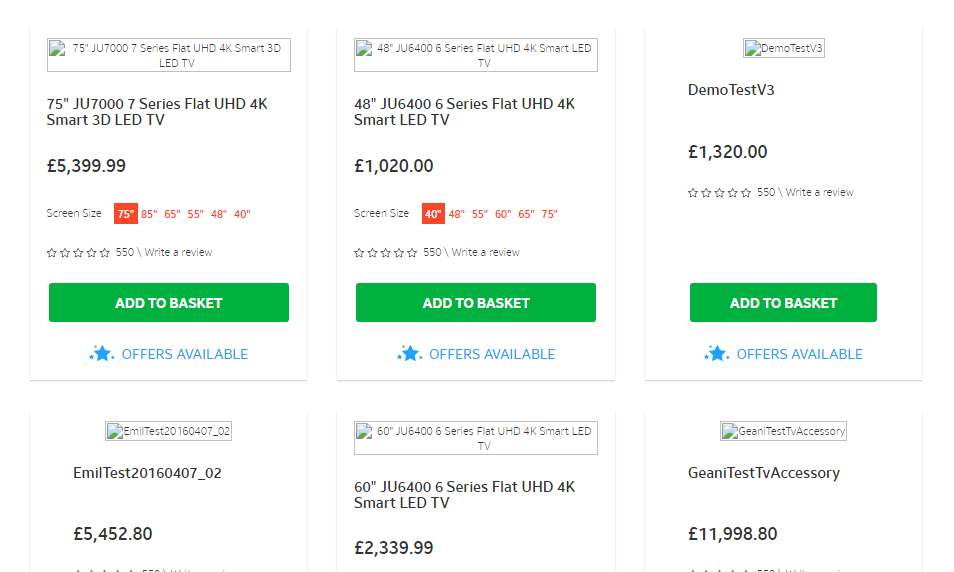 75" JU7000 7 Series Flat UHD 4K Smart 3D
LED TV
75" JU7000 7 Series Flat UHD 4K
Smart 3D LED TV
£5,399.99
Screen Size 75" 85" 65" 55" 48" 40"
550 \ Write a review
ADD TO BASKET
OFFERS AVAILABLE
48" JU6400 6 Series Flat UHD 4K Smart LED
TV
48" JU6400 6 Series Flat UHD 4K
Smart LED TV
£1,020.00
Screen Size 40" 48" 55" 60" 65" 75"
550 \ Write a review
ADD TO BASKET
OFFERS AVAILABLE
DemoTestV3
DemoTestV3
£1,320.00
550 \ Write a review
ADD TO BASKET
OFFERS AVAILABLE
EmilTest20160407_02
EmilTest20160407_02
£5,452.80
60" JU6400 6 Series Flat UHD 4K Smart LED
TV
60" JU6400 6 Series Flat UHD 4K
Smart LED TV
£2,339.99
GeaniTestTvAccessory
GeaniTestTvAccessory
£11,998.80